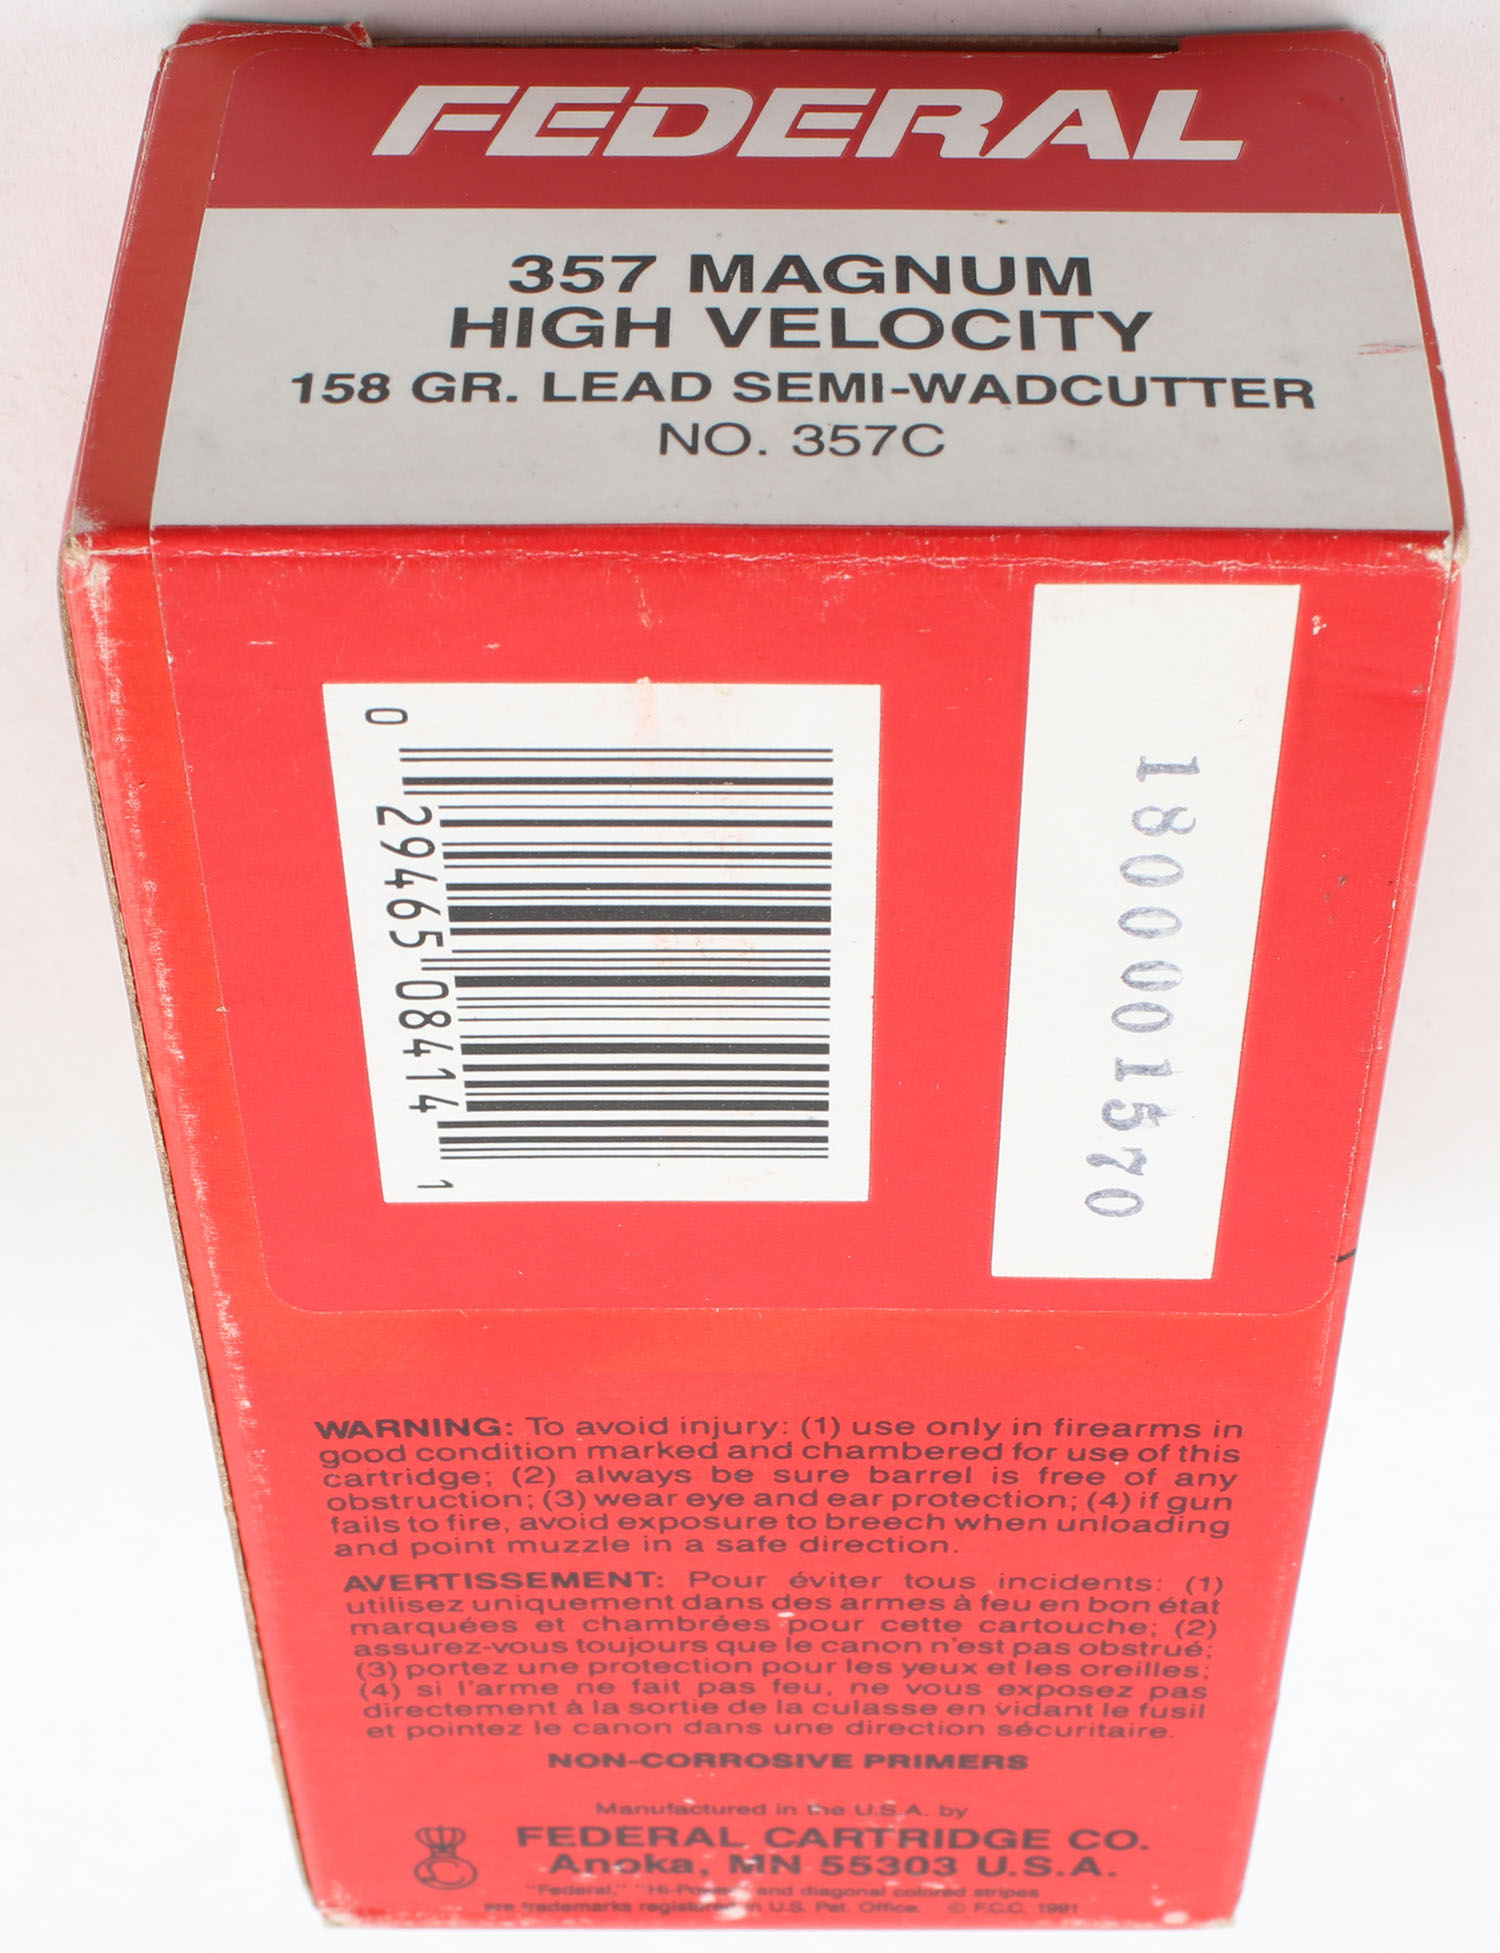 FEDERAL
357 MAGNUM
HIGH VELOCITY
158 GR. LEAD SEMI-WADCUTTER
NO. 357C
0 29465 08414 1
1800001570
WARNING: To avoid injury: (1) use only in firearms in
good condition marked and chambered for use of this
cartridge; (2) always be sure barrel is free of any
obstruction; (3) wear eye and ear protection; (4) if gun
fails to fire, avoid exposure to breech when unloading
and point muzzle in a safe direction.
AVERTISSEMENT: Pour éviter tous incidents: (1)
utilisez uniquement dans des armes à feu en bon état
marquées et chambrées pour cette cartouche; (2)
assurez-vous toujours que le canon n'est pas obstrué;
(3) portez une protection pour les yeux et les oreilles;
(4) si l'arme ne fait pas feu, ne vous exposez pas
directement à la sortie de la culasse en vidant le fusil
et pointez le canon dans une direction sécuritaire.
NON-CORROSIVE PRIMERS
Manufactured in the U.S.A. by
FEDERAL CARTRIDGE CO.
Anoka, MN 55303 U.S.A.
"Federal," "Hi-Power" and diagonal colored stripes
are trademarks registered in U.S. Pat. Office. © F.C.C. 1991